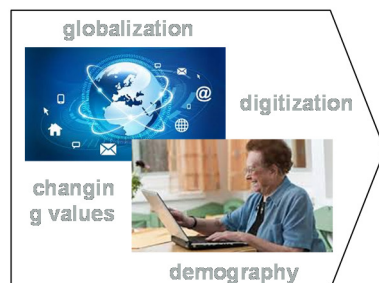 globalization
digitization
changin
g values
demography